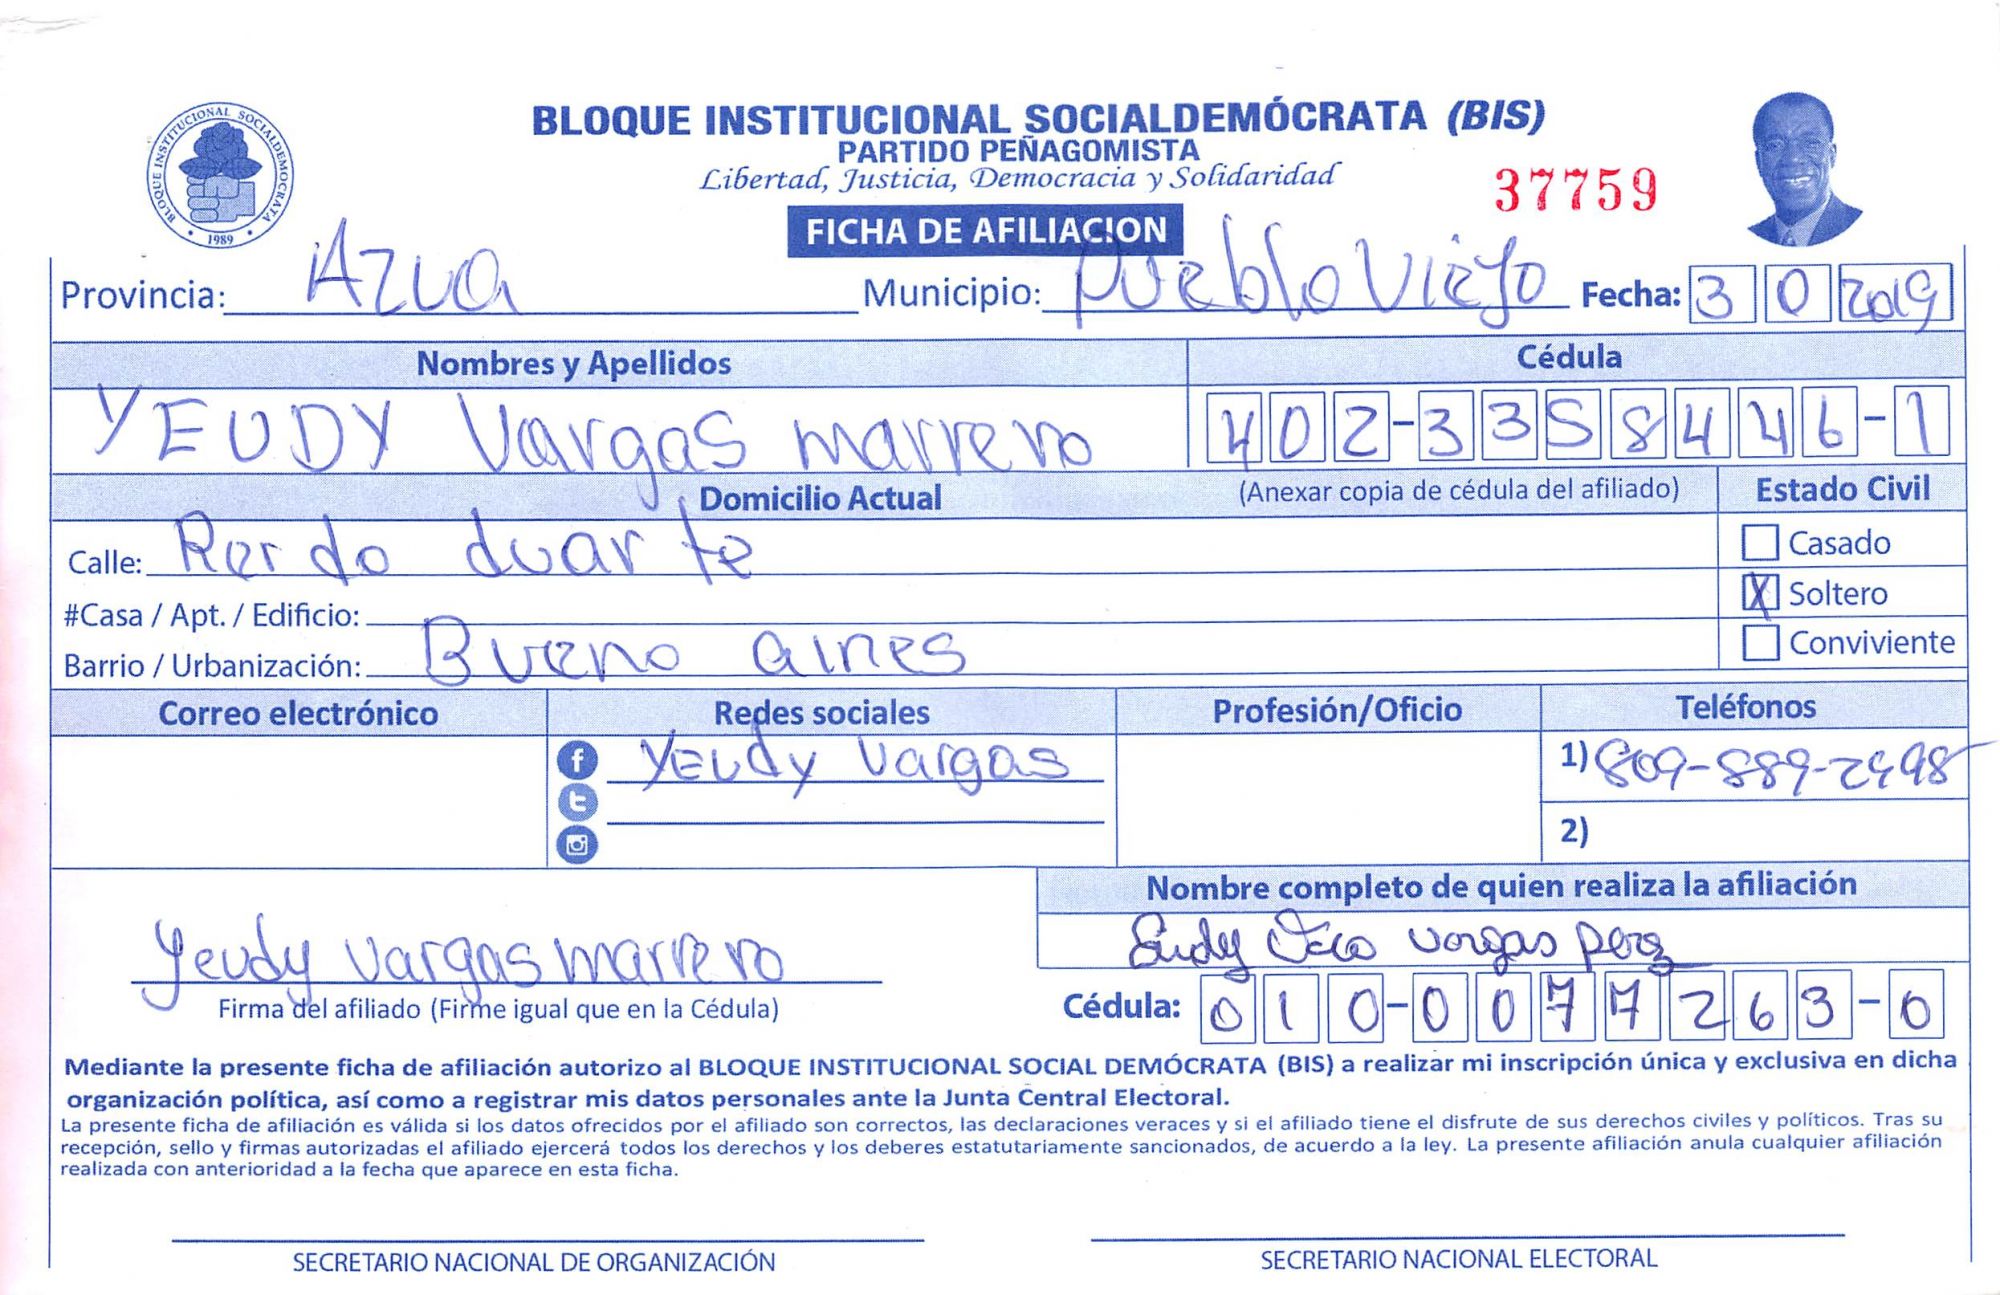 BLOQUE INSTITUCIONAL SOCIALDEMOCRATA
1989
BLOQUE INSTITUCIONAL SOCIALDEMÓCRATA (BIS)
PARTIDO PEÑAGOMISTA
Libertad, Justicia, Democracia y Solidaridad
37759
FICHA DE AFILIACION
Provincia: Azua Municipio: Pueblo Viejo Fecha: 3 0 2019
Nombres y Apellidos Cédula
YEUDY Vargas marrero 402-3358446-1
Domicilio Actual (Anexar copia de cédula del afiliado) Estado Civil
Calle: duarte Casado
#Casa / Apt. / Edificio: X Soltero
Barrio / Urbanización: Bueno aires Conviviente
Correo electrónico Redes sociales Profesión/Oficio Teléfonos
f Yeudy Vargas 1) 809-889-2998
2)
Nombre completo de quien realiza la afiliación
Yeudy Vargas marrero Eudy Vargas perez
Firma del afiliado (Firme igual que en la Cédula) Cédula: 010-0077263-0
Mediante la presente ficha de afiliación autorizo al BLOQUE INSTITUCIONAL SOCIAL DEMÓCRATA (BIS) a realizar mi inscripción única y exclusiva en dicha
organización política, así como a registrar mis datos personales ante la Junta Central Electoral.
La presente ficha de afiliación es válida si los datos ofrecidos por el afiliado son correctos, las declaraciones veraces y si el afiliado tiene el disfrute de sus derechos civiles y políticos. Tras su
recepción, sello y firmas autorizadas el afiliado ejercerá todos los derechos y los deberes estatutariamente sancionados, de acuerdo a la ley. La presente afiliación anula cualquier afiliación
realizada con anterioridad a la fecha que aparece en esta ficha.
SECRETARIO NACIONAL DE ORGANIZACIÓN SECRETARIO NACIONAL ELECTORAL